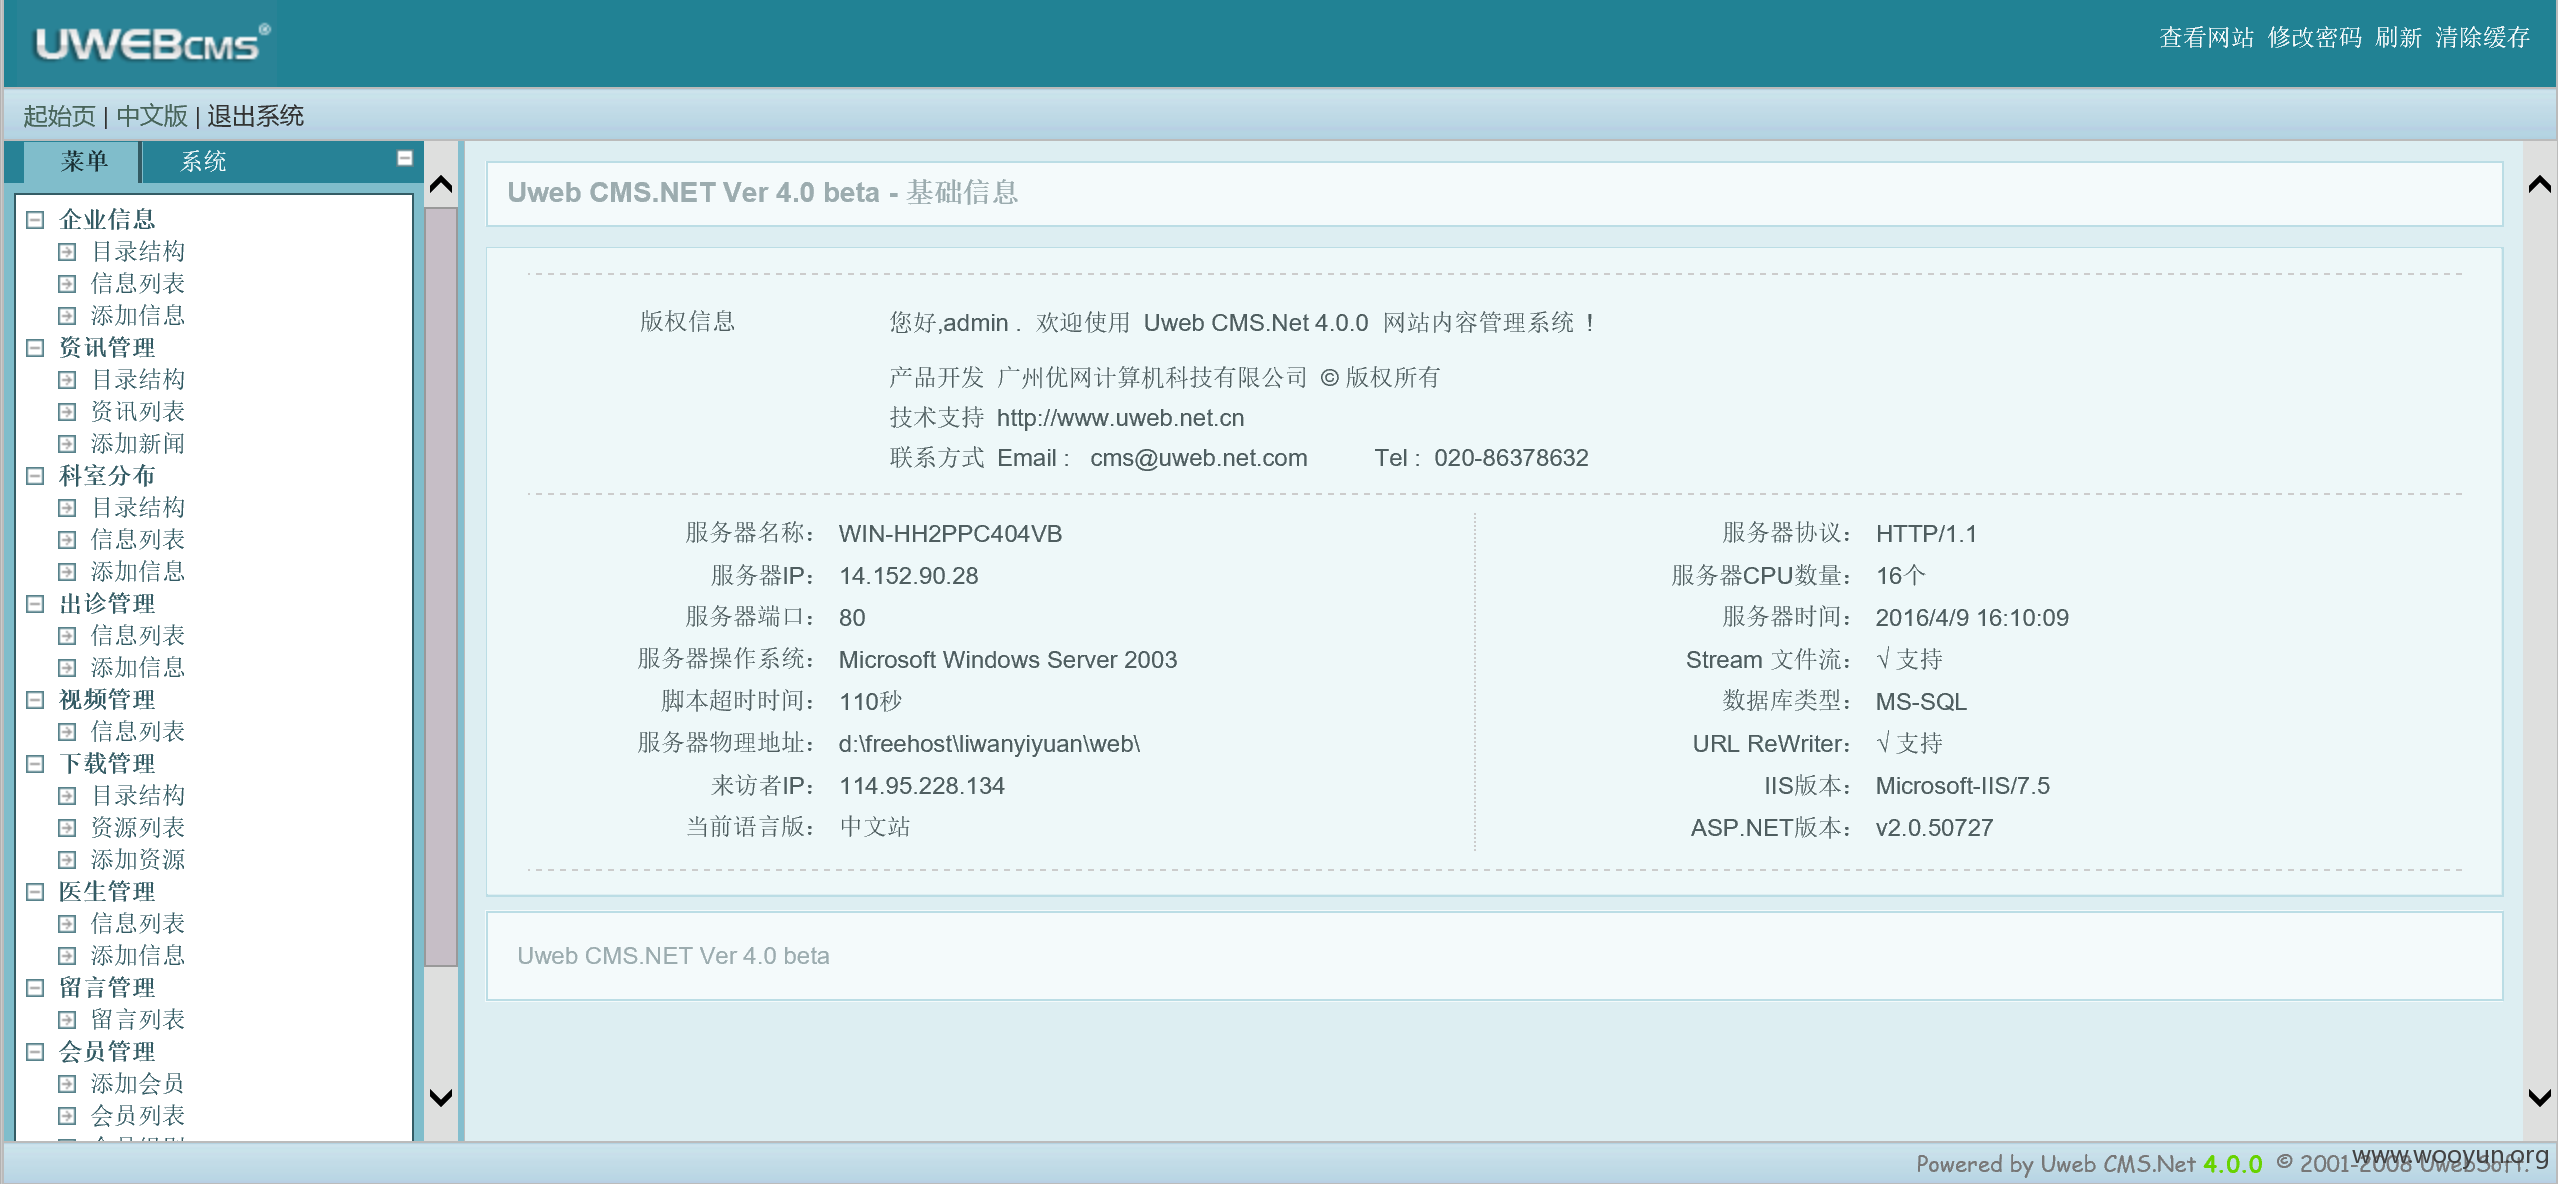 UWEBCMS®
查看网站 修改密码 刷新 清除缓存
起始页 | 中文版 | 退出系统
菜单 系统
企业信息
目录结构
信息列表
添加信息
资讯管理
目录结构
资讯列表
添加新闻
科室分布
目录结构
信息列表
添加信息
出诊管理
信息列表
添加信息
视频管理
信息列表
下载管理
目录结构
资源列表
添加资源
医生管理
信息列表
添加信息
留言管理
留言列表
会员管理
添加会员
会员列表
Uweb CMS.NET Ver 4.0 beta - 基础信息
版权信息 您好,admin . 欢迎使用 Uweb CMS.Net 4.0.0 网站内容管理系统 !
产品开发 广州优网计算机科技有限公司 © 版权所有
技术支持 http://www.uweb.net.cn
联系方式 Email : cms@uweb.net.com Tel : 020-86378632
服务器名称： WIN-HH2PPC404VB 服务器协议： HTTP/1.1
服务器IP： 14.152.90.28 服务器CPU数量： 16个
服务器端口： 80 服务器时间： 2016/4/9 16:10:09
服务器操作系统： Microsoft Windows Server 2003 Stream 文件流： √ 支持
脚本超时时间： 110秒 数据库类型： MS-SQL
服务器物理地址： d:\freehost\liwanyiyuan\web\ URL ReWriter： √ 支持
来访者IP： 114.95.228.134 IIS版本： Microsoft-IIS/7.5
当前语言版： 中文站 ASP.NET版本： v2.0.50727
Uweb CMS.NET Ver 4.0 beta
Powered by Uweb CMS.Net 4.0.0 © 2001-2008 UwebSoft.
www.wooyun.org